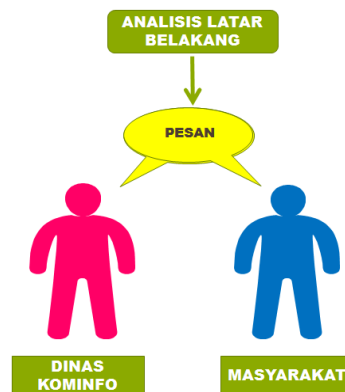 ANALISIS LATAR
BELAKANG
PESAN
DINAS
KOMINFO
MASYARAKAT